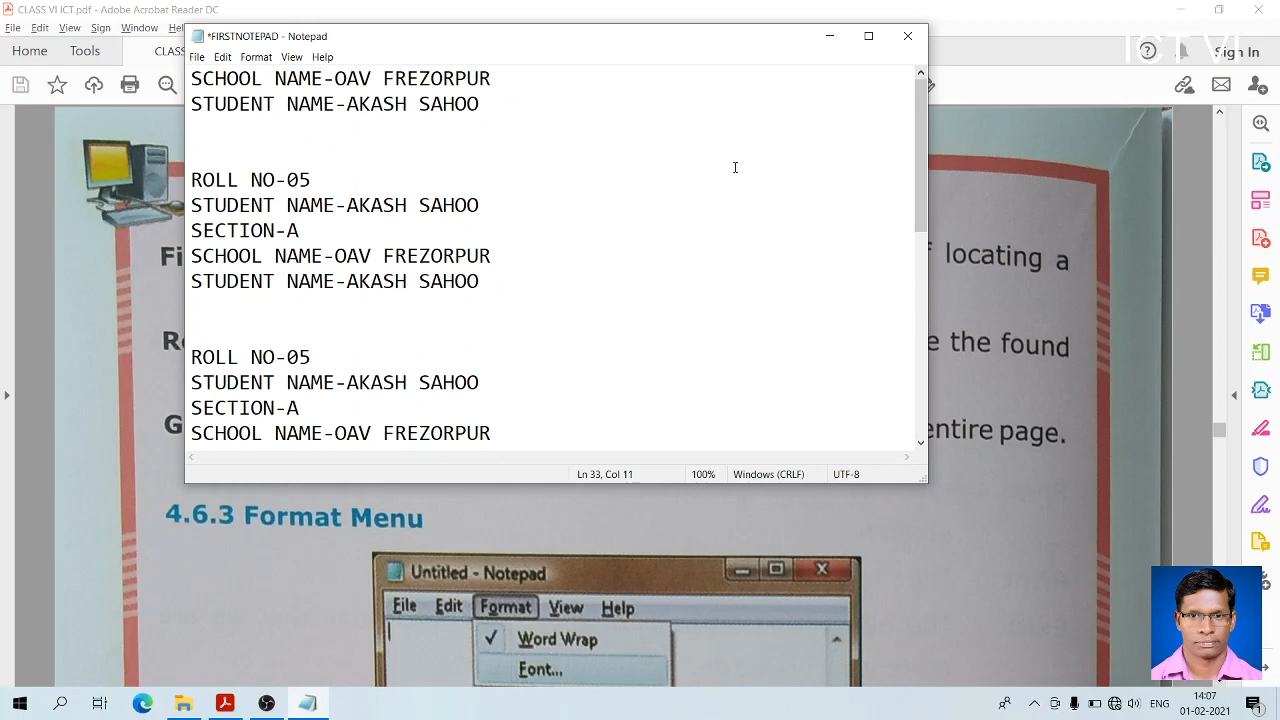 CLASS VI ICT.pdf - Adobe Acrobat Reader DC
File Edit View Sign Window
Home Tools CLASS
ICT VI
Sign In
*FIRSTNOTEPAD - Notepad
File Edit Format View Help
SCHOOL NAME-OAV FREZORPUR
STUDENT NAME-AKASH SAHOO
ROLL NO-05
STUDENT NAME-AKASH SAHOO
SECTION-A
SCHOOL NAME-OAV FREZORPUR
STUDENT NAME-AKASH SAHOO
ROLL NO-05
STUDENT NAME-AKASH SAHOO
SECTION-A
SCHOOL NAME-OAV FREZORPUR
Ln 33, Col 11 100% Windows (CRLF) UTF-8
locating a
the found
entire page.
4.6.3 Format Menu
Untitled - Notepad
File Edit Format View Help
Word Wrap
Font...
ENG
14:07
01-02-2021